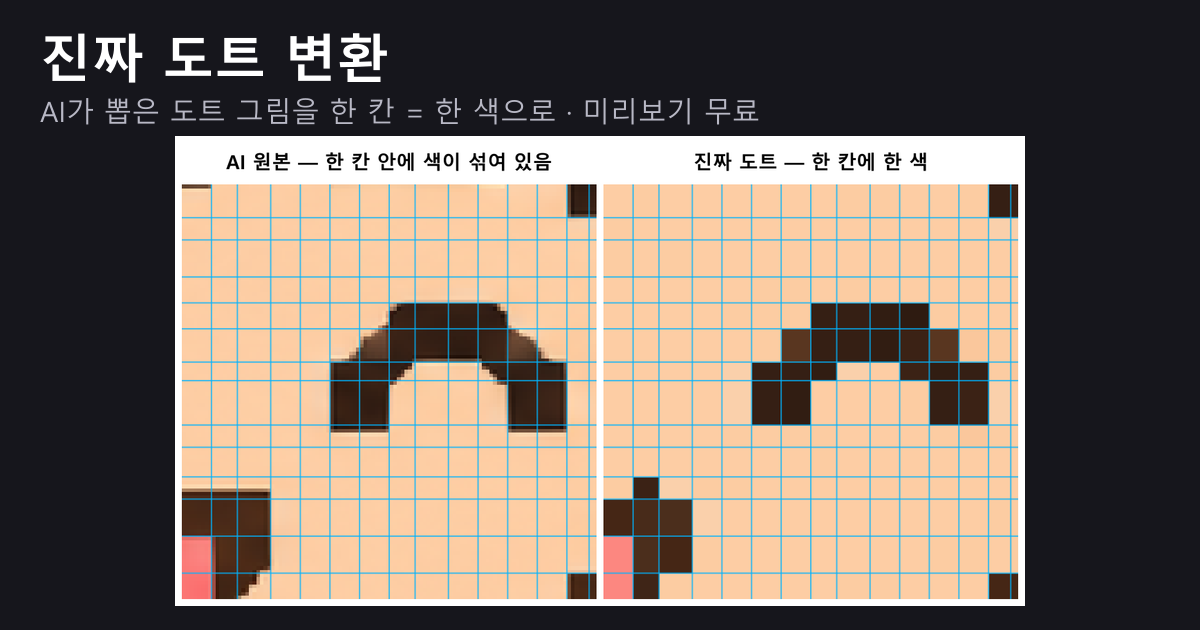 진짜 도트 변환
AI가 뽑은 도트 그림을 한 칸 = 한 색으로 · 미리보기 무료
AI 원본 — 한 칸 안에 색이 섞여 있음
진짜 도트 — 한 칸에 한 색